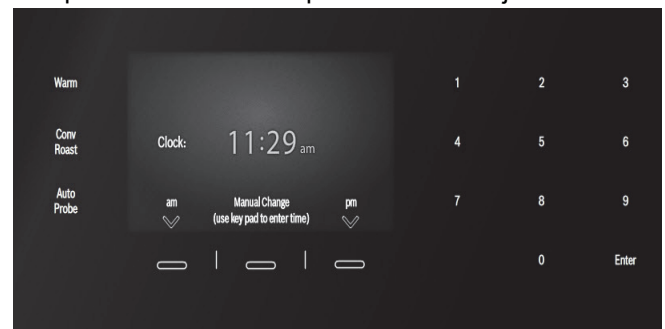 Warm
1 2 3
Conv
Roast
Clock: 11:29 am
4 5 6
Auto
Probe
am Manual Change pm
(use key pad to enter time)
7 8 9
0 Enter